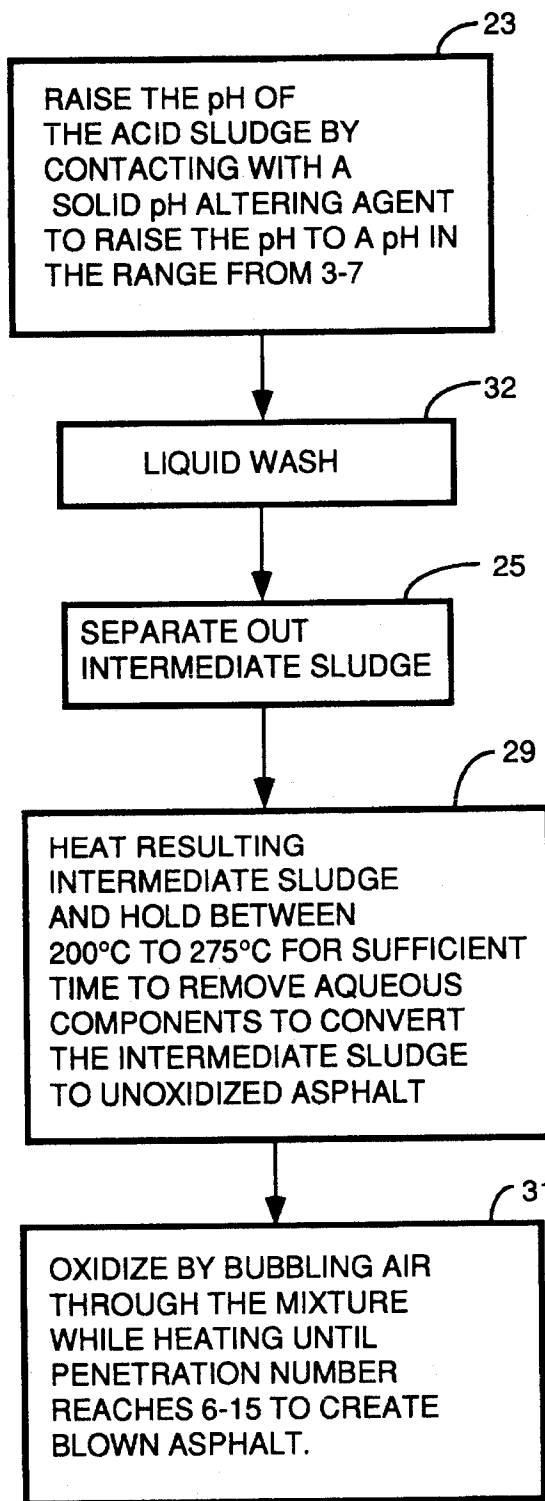 23
RAISE THE pH OF
THE ACID SLUDGE BY
CONTACTING WITH A
SOLID pH ALTERING AGENT
TO RAISE THE pH TO A pH IN
THE RANGE FROM 3-7
32
LIQUID WASH
25
SEPARATE OUT
INTERMEDIATE SLUDGE
29
HEAT RESULTING
INTERMEDIATE SLUDGE
AND HOLD BETWEEN
200°C TO 275°C FOR SUFFICIENT
TIME TO REMOVE AQUEOUS
COMPONENTS TO CONVERT
THE INTERMEDIATE SLUDGE
TO UNOXIDIZED ASPHALT
31
OXIDIZE BY BUBBLING AIR
THROUGH THE MIXTURE
WHILE HEATING UNTIL
PENETRATION NUMBER
REACHES 6-15 TO CREATE
BLOWN ASPHALT.